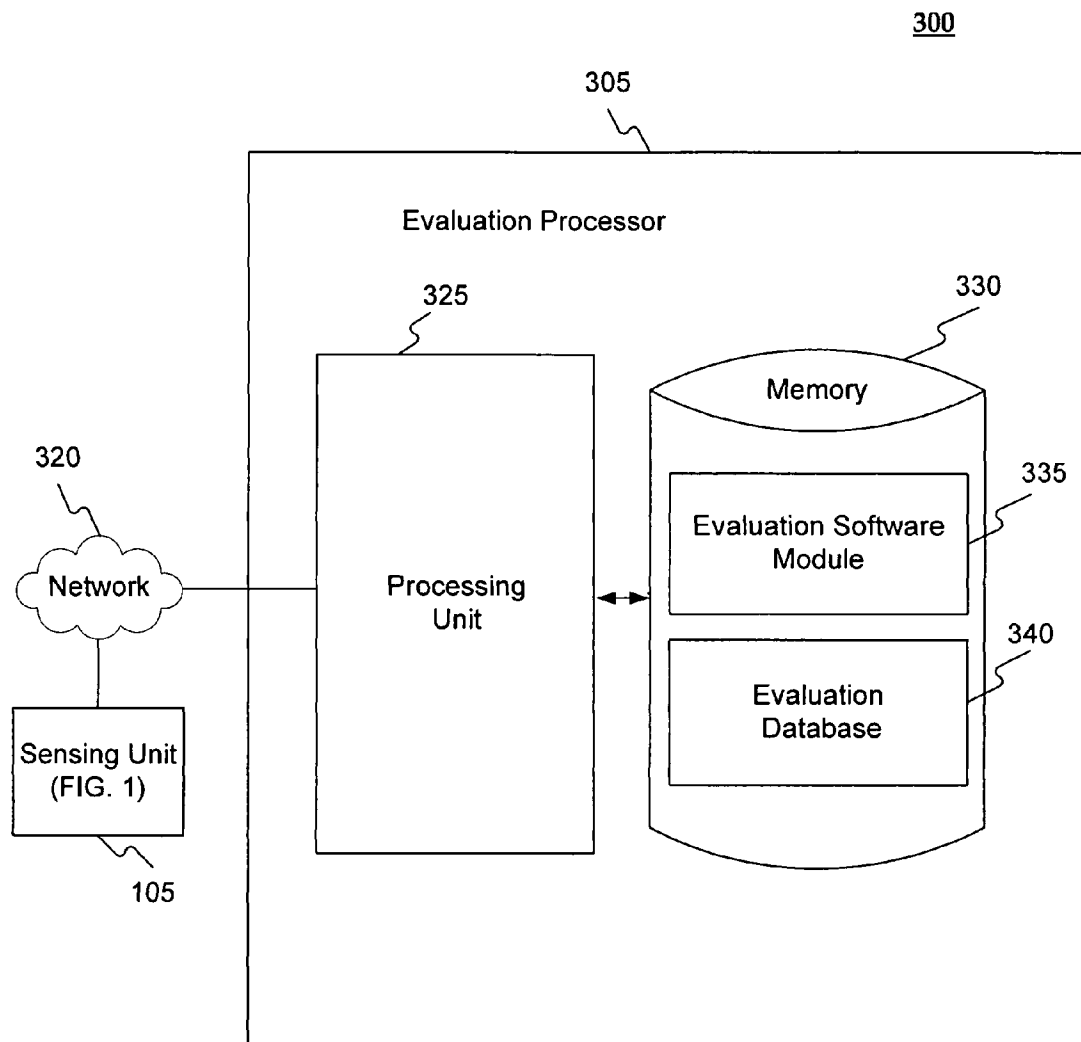 300
305
Evaluation Processor
325
330
Memory
320
335
Evaluation Software
Module
Network
Processing
Unit
340
Evaluation
Database
Sensing Unit
(FIG. 1)
105